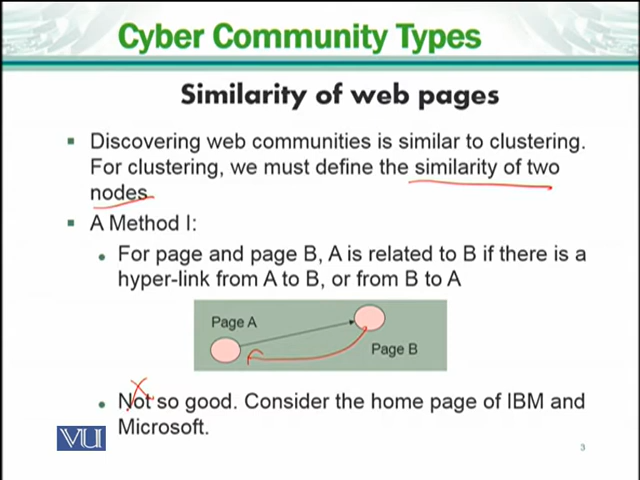 Cyber Community Types
Similarity of web pages
Discovering web communities is similar to clustering.
For clustering, we must define the similarity of two
nodes
A Method I:
For page and page B, A is related to B if there is a
hyper-link from A to B, or from B to A
Page A
Page B
Not so good. Consider the home page of IBM and
Microsoft.
VU
3